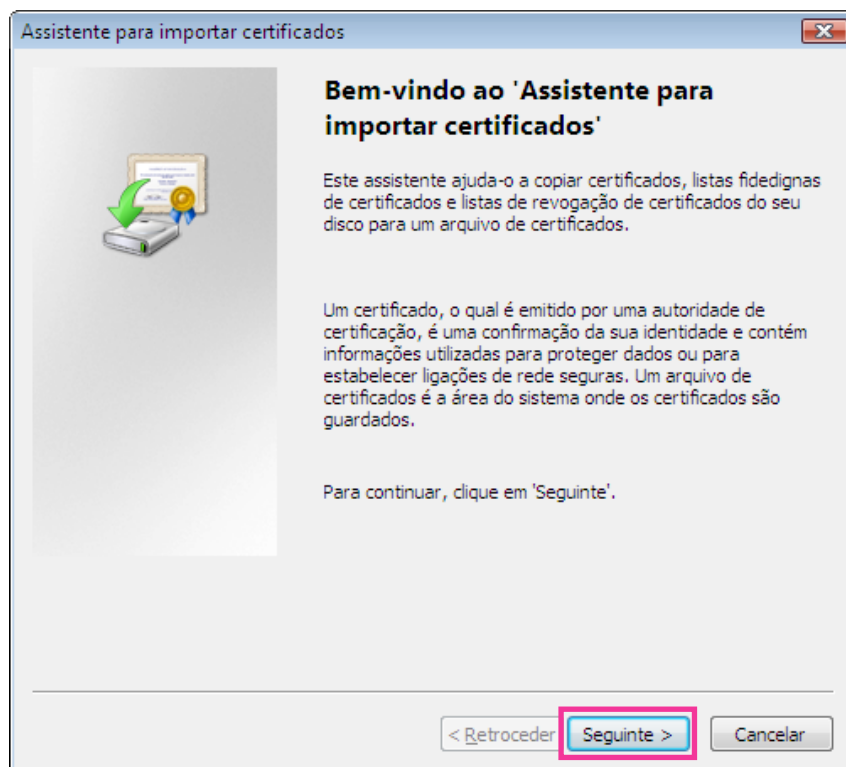 Assistente para importar certificados
Bem-vindo ao 'Assistente para
importar certificados'
Este assistente ajuda-o a copiar certificados, listas fidedignas
de certificados e listas de revogação de certificados do seu
disco para um arquivo de certificados.
Um certificado, o qual é emitido por uma autoridade de
certificação, é uma confirmação da sua identidade e contém
informações utilizadas para proteger dados ou para
estabelecer ligações de rede seguras. Um arquivo de
certificados é a área do sistema onde os certificados são
guardados.
Para continuar, clique em 'Seguinte'.
< Retroceder Seguinte > Cancelar